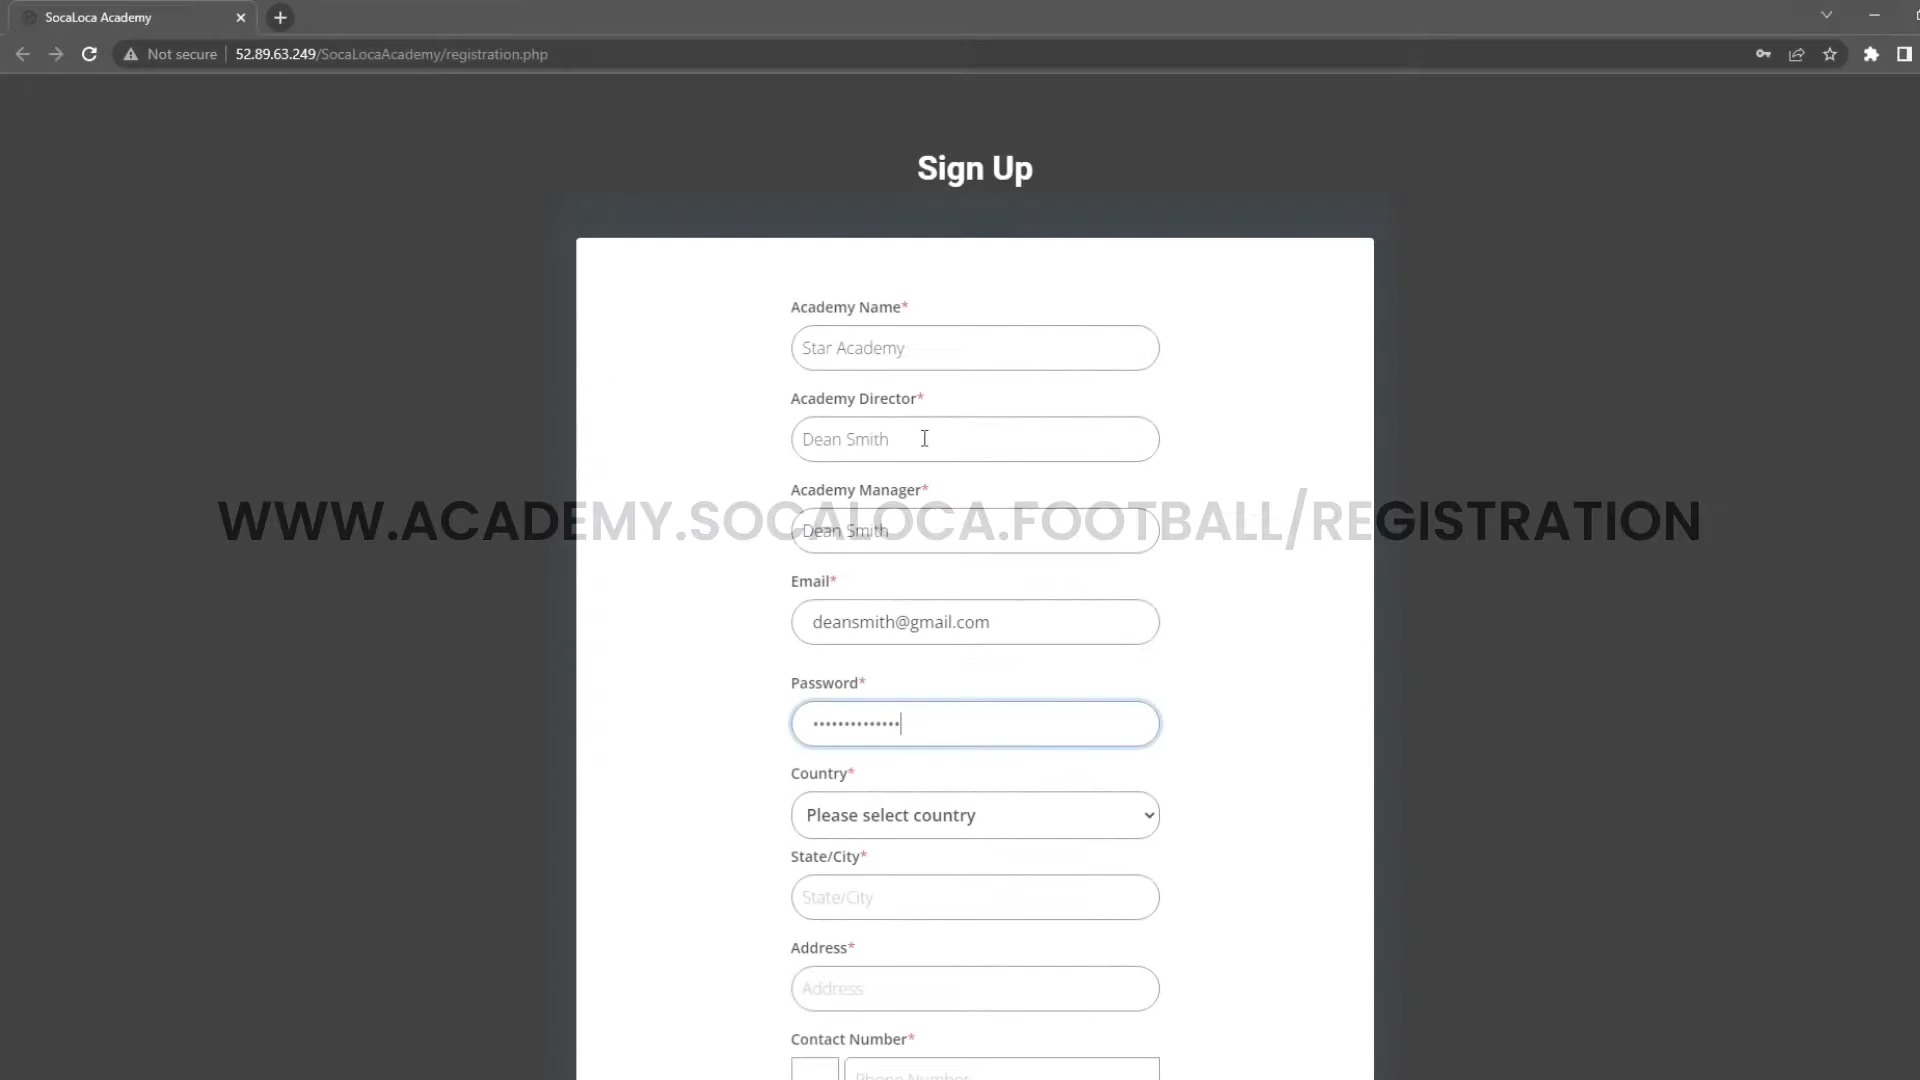 SocaLoca Academy
Not secure
52.89.63.249/SocaLocaAcademy/registration.php
Sign Up
Academy Name*
Star Academy
Academy Director*
Dean Smith
Academy Manager*
Dean Smith
WWW.ACADEMY.SOCALOCA.FOOTBALL/REGISTRATION
Email*
deansmith@gmail.com
Password*
••••••••••••••
Country*
Please select country
State/City*
State/City
Address*
Address
Contact Number*
Phone Number